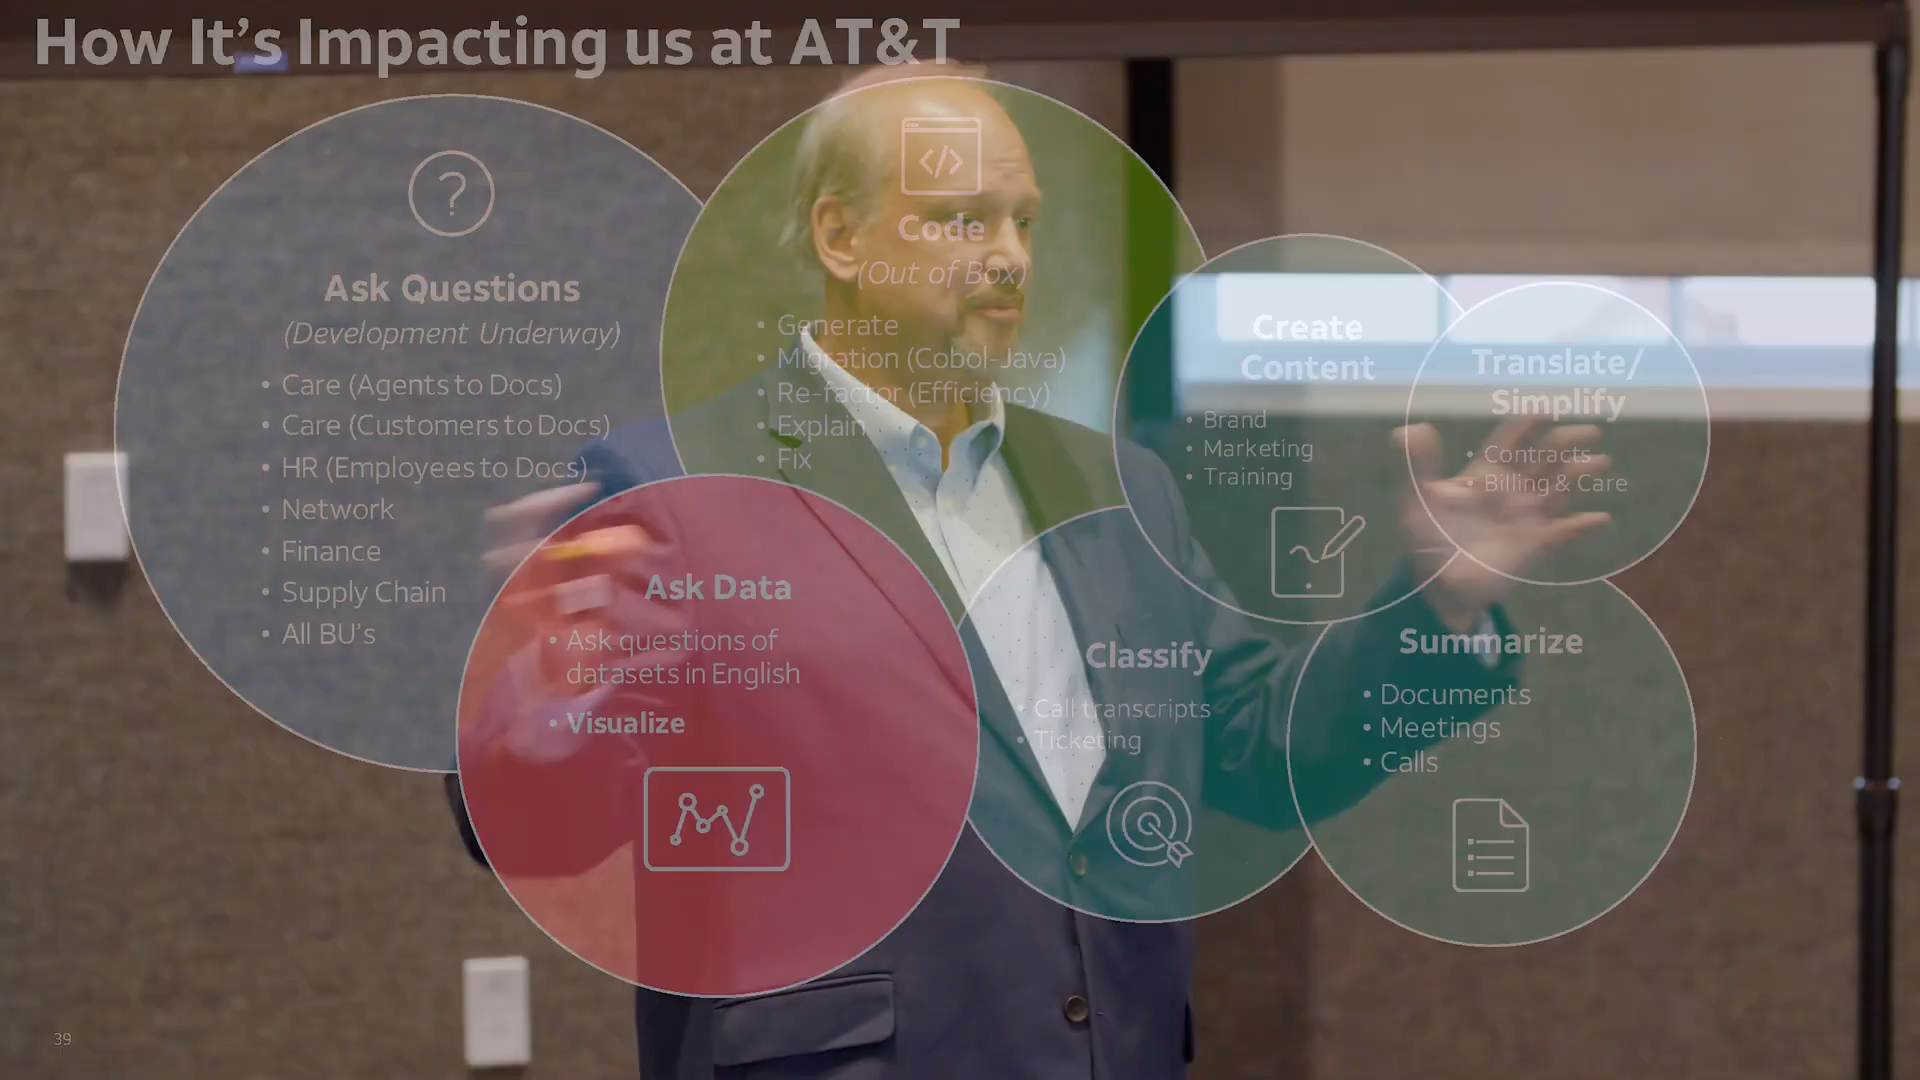 How It's Impacting us at AT&T
Ask Questions
(Development Underway)
• Care (Agents to Docs)
• Care (Customers to Docs)
• HR (Employees to Docs)
• Network
• Finance
• Supply Chain
• All BU's
Code
(Out of Box)
• Generate
• Migration (Cobol-Java)
• Re-factor (Efficiency)
• Explain
• Fix
Create
Content
• Brand
• Marketing
• Training
Translate/
Simplify
• Contracts
• Billing & Care
Ask Data
• Ask questions of
datasets in English
• Visualize
Classify
• Call transcripts
• Ticketing
Summarize
• Documents
• Meetings
• Calls
39